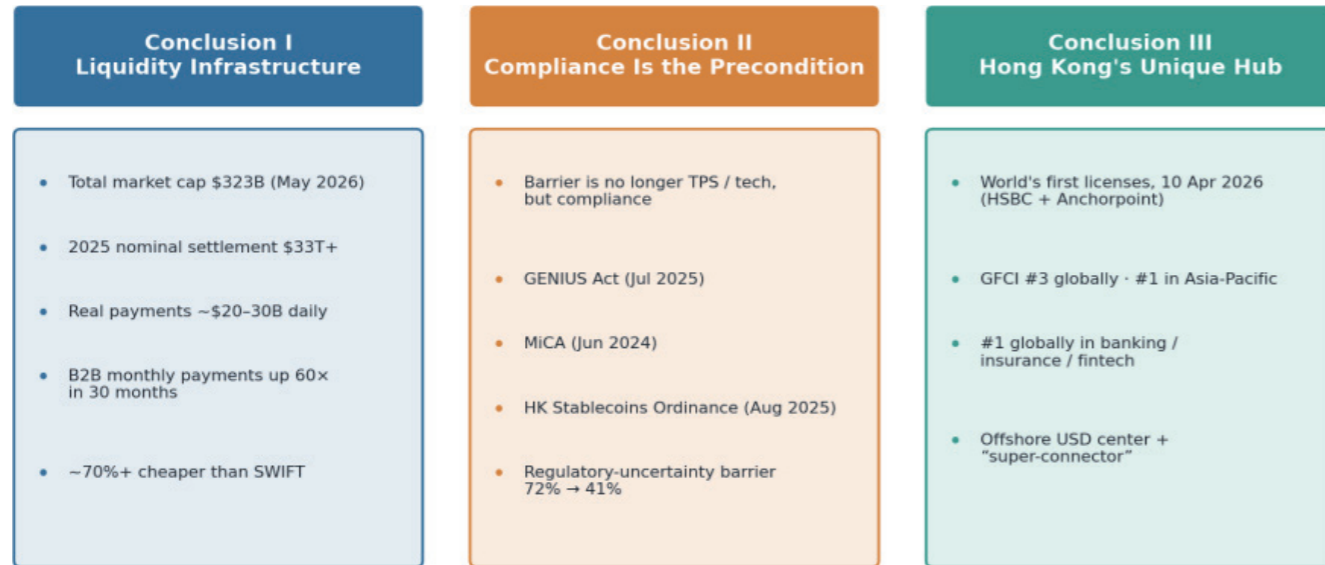 Conclusion I
Liquidity Infrastructure
• Total market cap $323B (May 2026)
• 2025 nominal settlement $33T+
• Real payments ~$20–30B daily
• B2B monthly payments up 60×
in 30 months
• ~70%+ cheaper than SWIFT
Conclusion II
Compliance Is the Precondition
• Barrier is no longer TPS / tech,
but compliance
• GENIUS Act (Jul 2025)
• MiCA (Jun 2024)
• HK Stablecoins Ordinance (Aug 2025)
• Regulatory-uncertainty barrier
72% → 41%
Conclusion III
Hong Kong's Unique Hub
• World's first licenses, 10 Apr 2026
(HSBC + Anchorpoint)
• GFCI #3 globally · #1 in Asia-Pacific
• #1 globally in banking /
insurance / fintech
• Offshore USD center +
“super-connector”